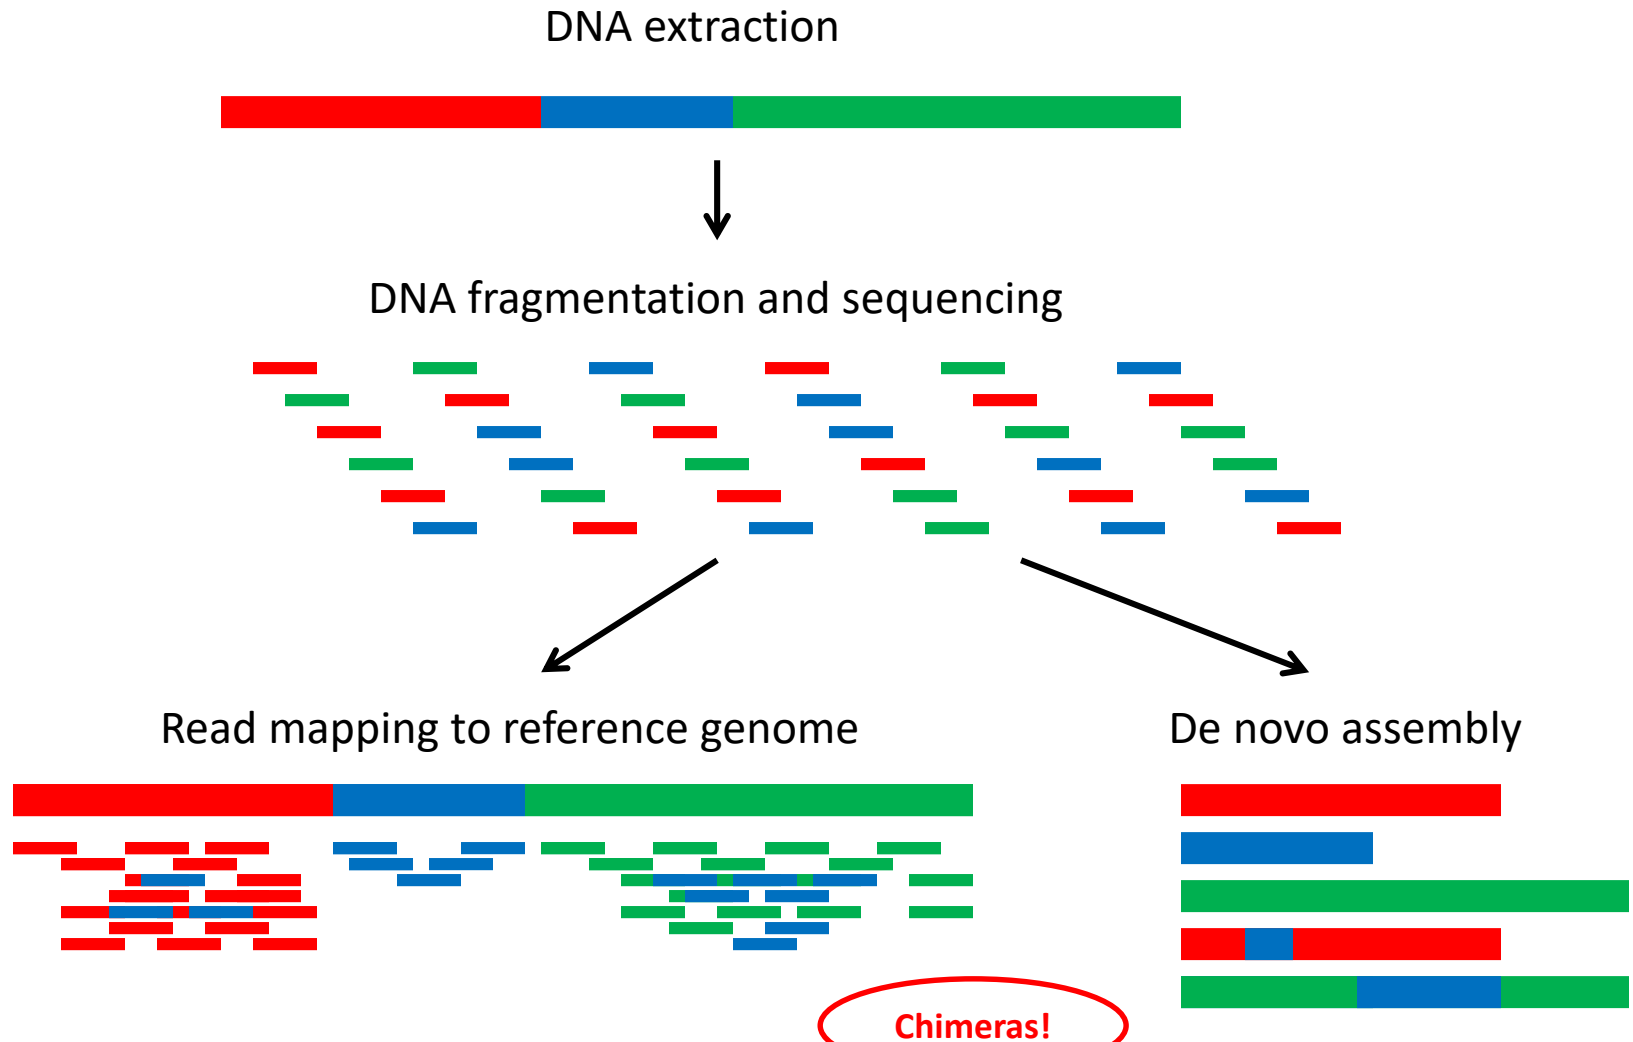 DNA extraction
DNA fragmentation and sequencing
Read mapping to reference genome
De novo assembly
Chimeras!